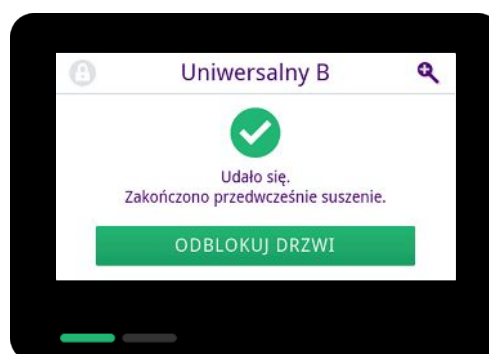 Uniwersalny B
Udało się.
Zakończono przedwcześnie suszenie.
ODBLOKUJ DRZWI